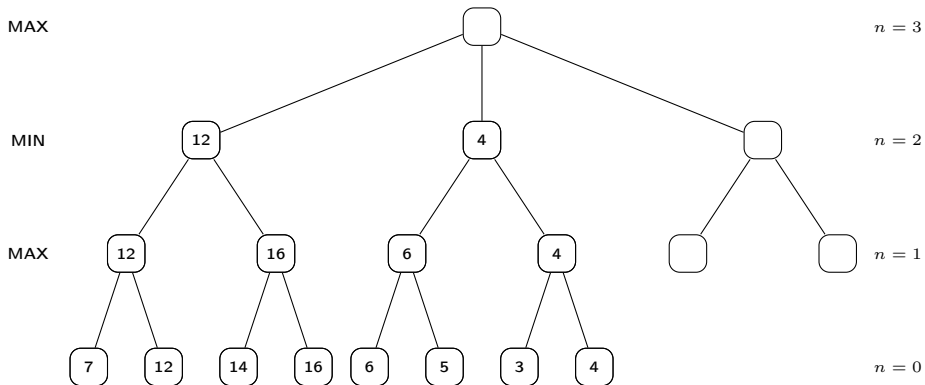 MAX n = 3
MIN 12 4 n = 2
MAX 12 16 6 4 n = 1
7 12 14 16 6 5 3 4 n = 0